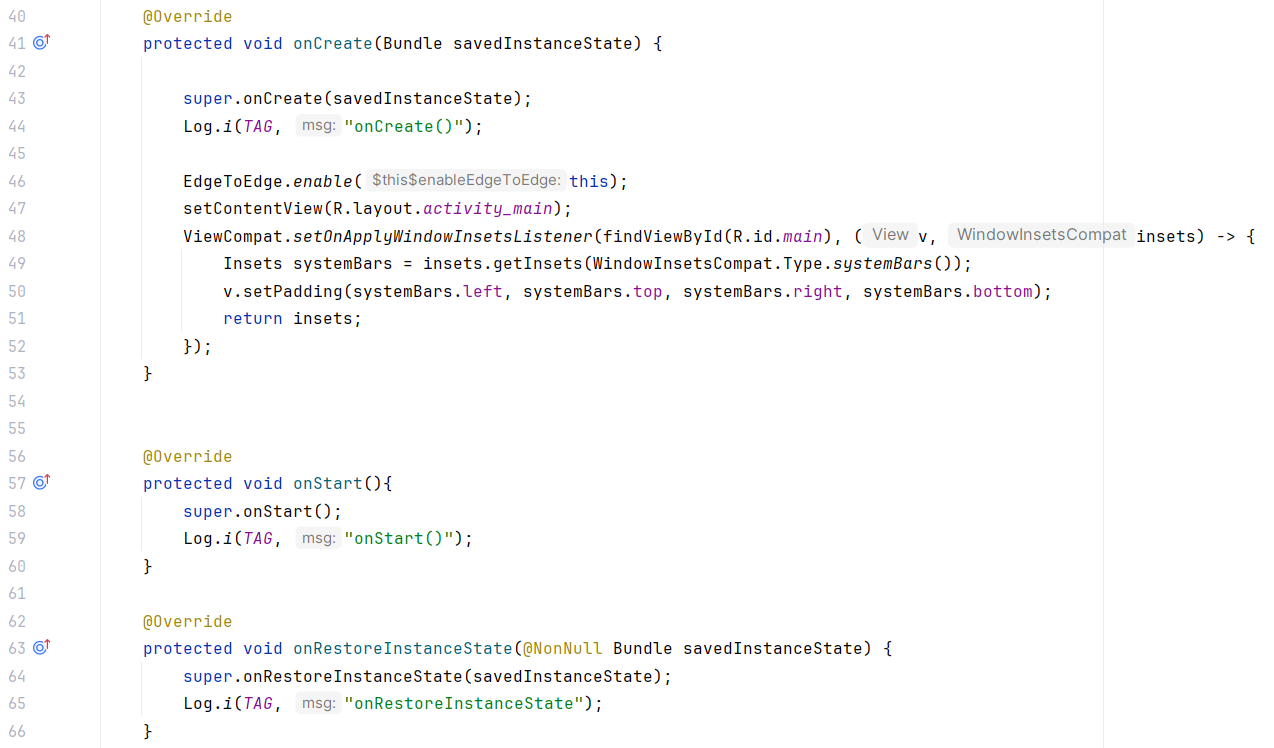 40 @Override
41 protected void onCreate(Bundle savedInstanceState) {
42
43 super.onCreate(savedInstanceState);
44 Log.i(TAG, msg: "onCreate()");
45
46 EdgeToEdge.enable( $this$enableEdgeToEdge: this);
47 setContentView(R.layout.activity_main);
48 ViewCompat.setOnApplyWindowInsetsListener(findViewById(R.id.main), ( View v, WindowInsetsCompat insets) -> {
49 Insets systemBars = insets.getInsets(WindowInsetsCompat.Type.systemBars());
50 v.setPadding(systemBars.left, systemBars.top, systemBars.right, systemBars.bottom);
51 return insets;
52 });
53 }
54
55
56 @Override
57 protected void onStart(){
58 super.onStart();
59 Log.i(TAG, msg: "onStart()");
60 }
61
62 @Override
63 protected void onRestoreInstanceState(@NonNull Bundle savedInstanceState) {
64 super.onRestoreInstanceState(savedInstanceState);
65 Log.i(TAG, msg: "onRestoreInstanceState");
66 }